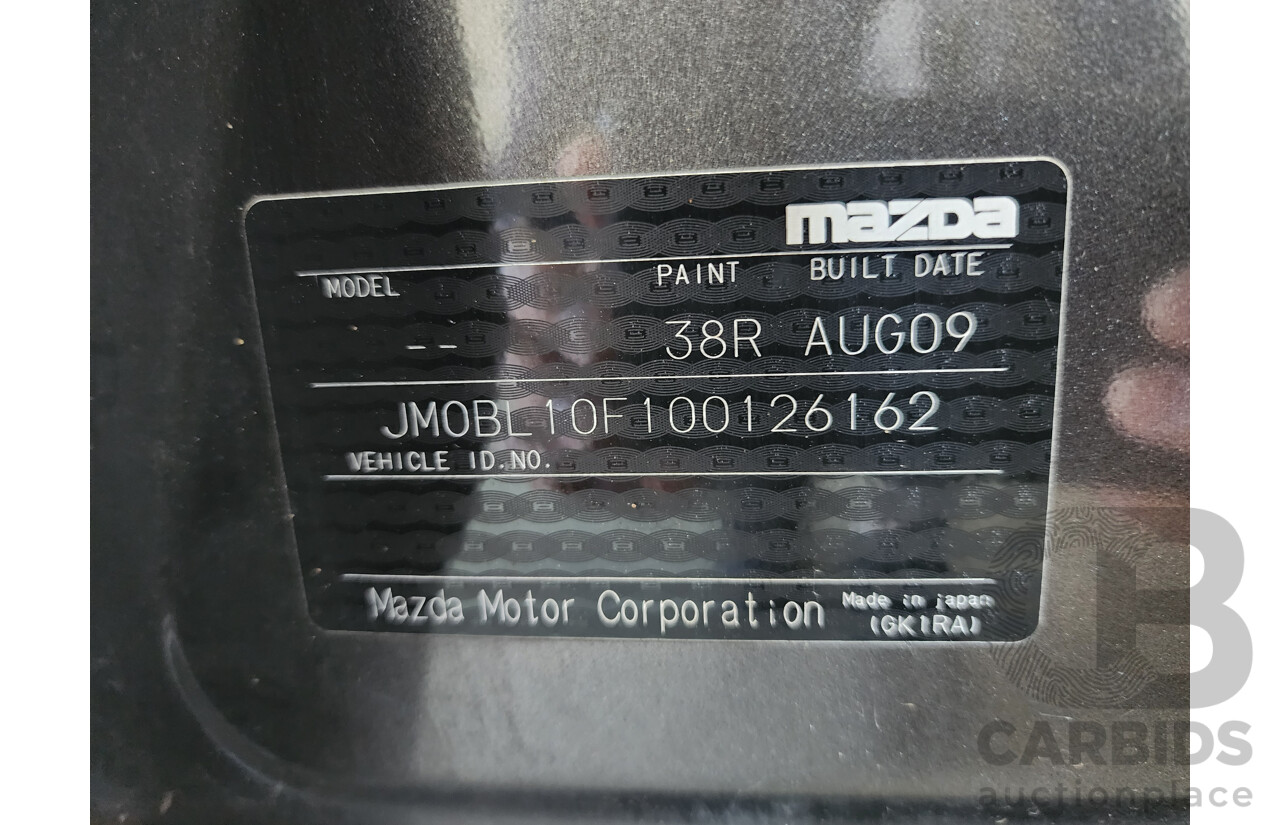 mazda
MODEL PAINT BUILT DATE
-- 38R AUG09
JM0BL10F100126162
VEHICLE ID.NO.
Mazda Motor Corporation Made in japan
(GK1RA)
CARBIDS
auctionplace